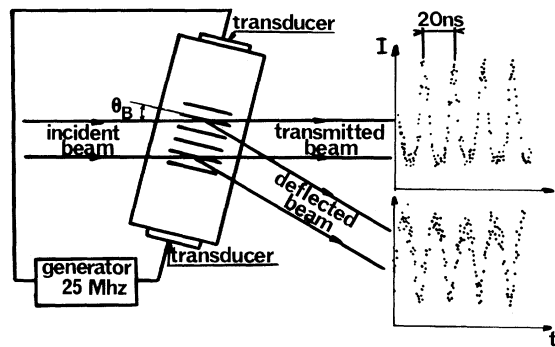 transducer
20ns
I
θB
incident
beam
transmitted
beam
deflected
beam
transducer
generator
25 Mhz
t